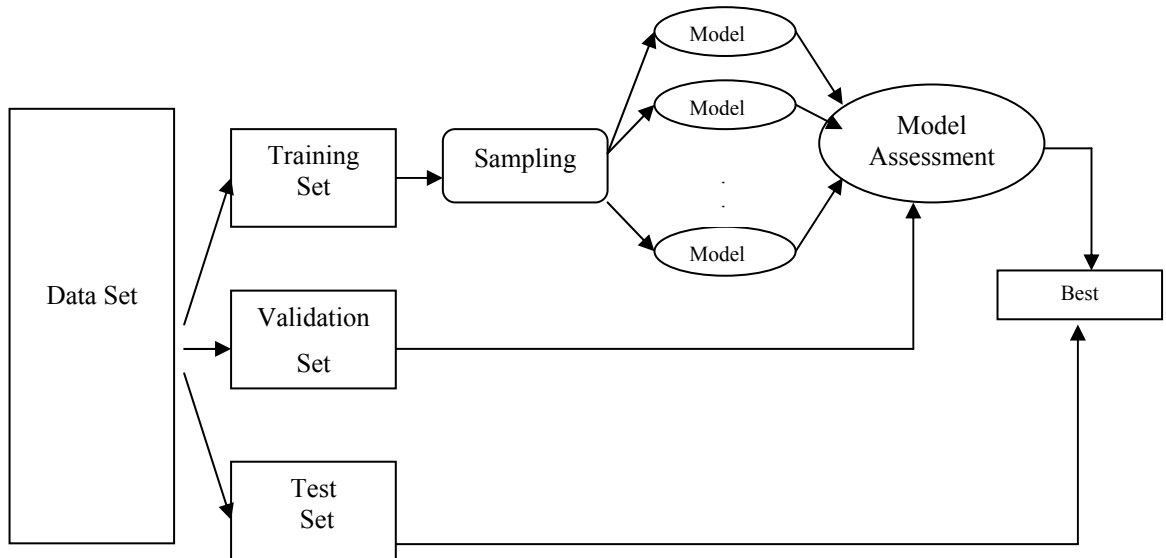 Data Set
Training
Set
Validation
Set
Test
Set
Sampling
Model
Model
.
.
Model
Model
Assessment
Best